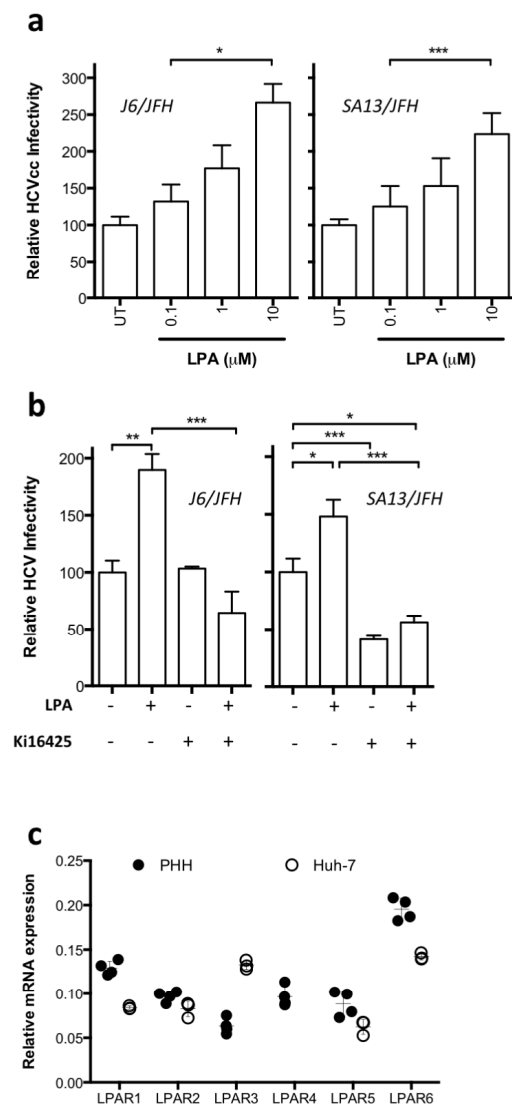 a
* ***
300
250
200
150
100
50
0
Relative HCVcc Infectivity
J6/JFH SA13/JFH
UT 0.1 1 10 UT 0.1 1 10
LPA (μM) LPA (μM)
b
** *** * *** * ***
200
150
100
50
0
Relative HCV Infectivity
J6/JFH SA13/JFH
LPA - + - + - + - +
Ki16425 - - + + - - + +
c
PHH Huh-7
0.25
0.20
0.15
0.10
0.05
0.00
Relative mRNA expression
LPAR1 LPAR2 LPAR3 LPAR4 LPAR5 LPAR6